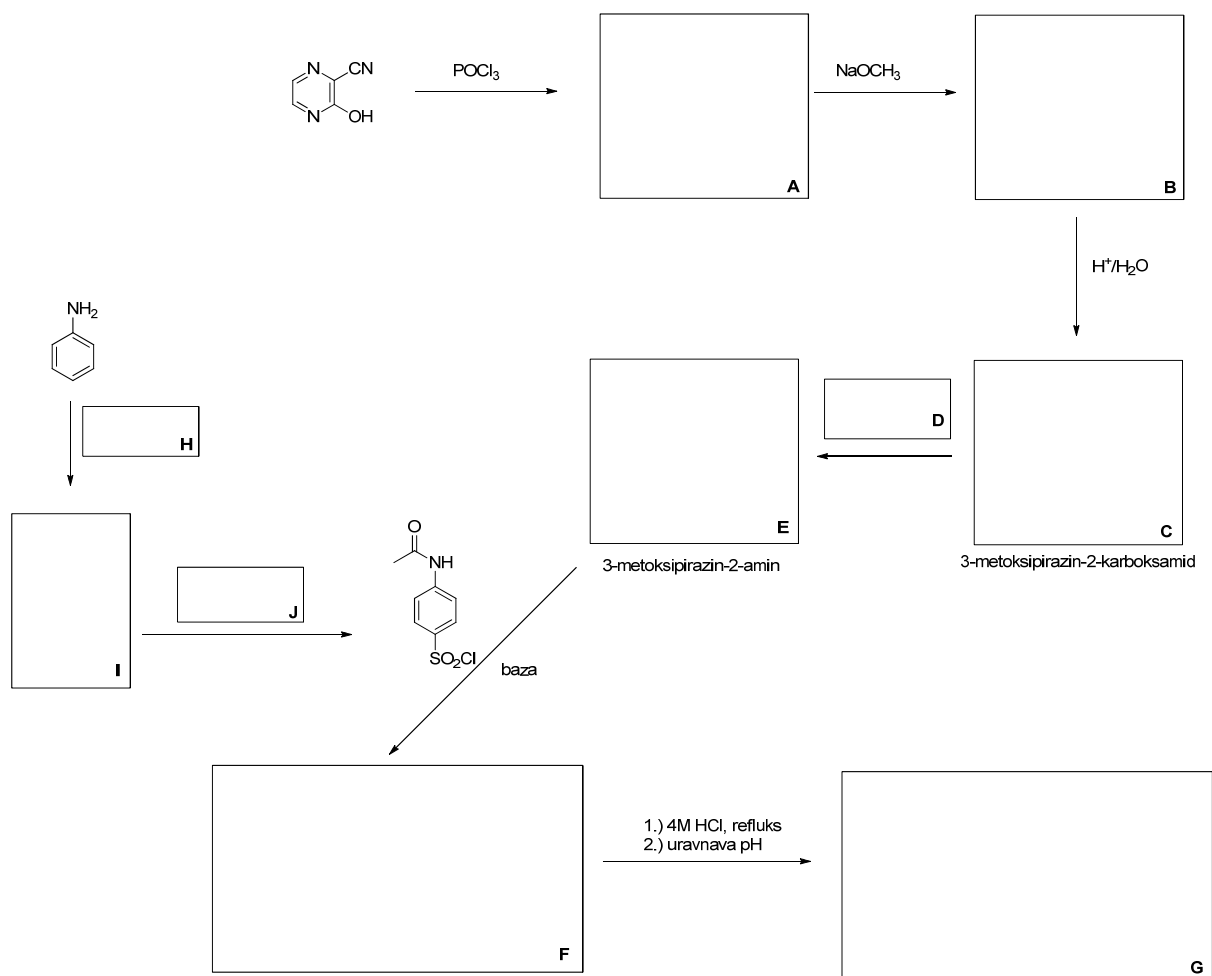 N
CN
N
OH
POCl3
A
NaOCH3
B
H+/H2O
NH2
H
D
E
C
3-metoksipirazin-2-amin
3-metoksipirazin-2-karboksamid
I
J
O
NH
SO2Cl
baza
F
1.) 4M HCl, refluks
2.) uravnava pH
G